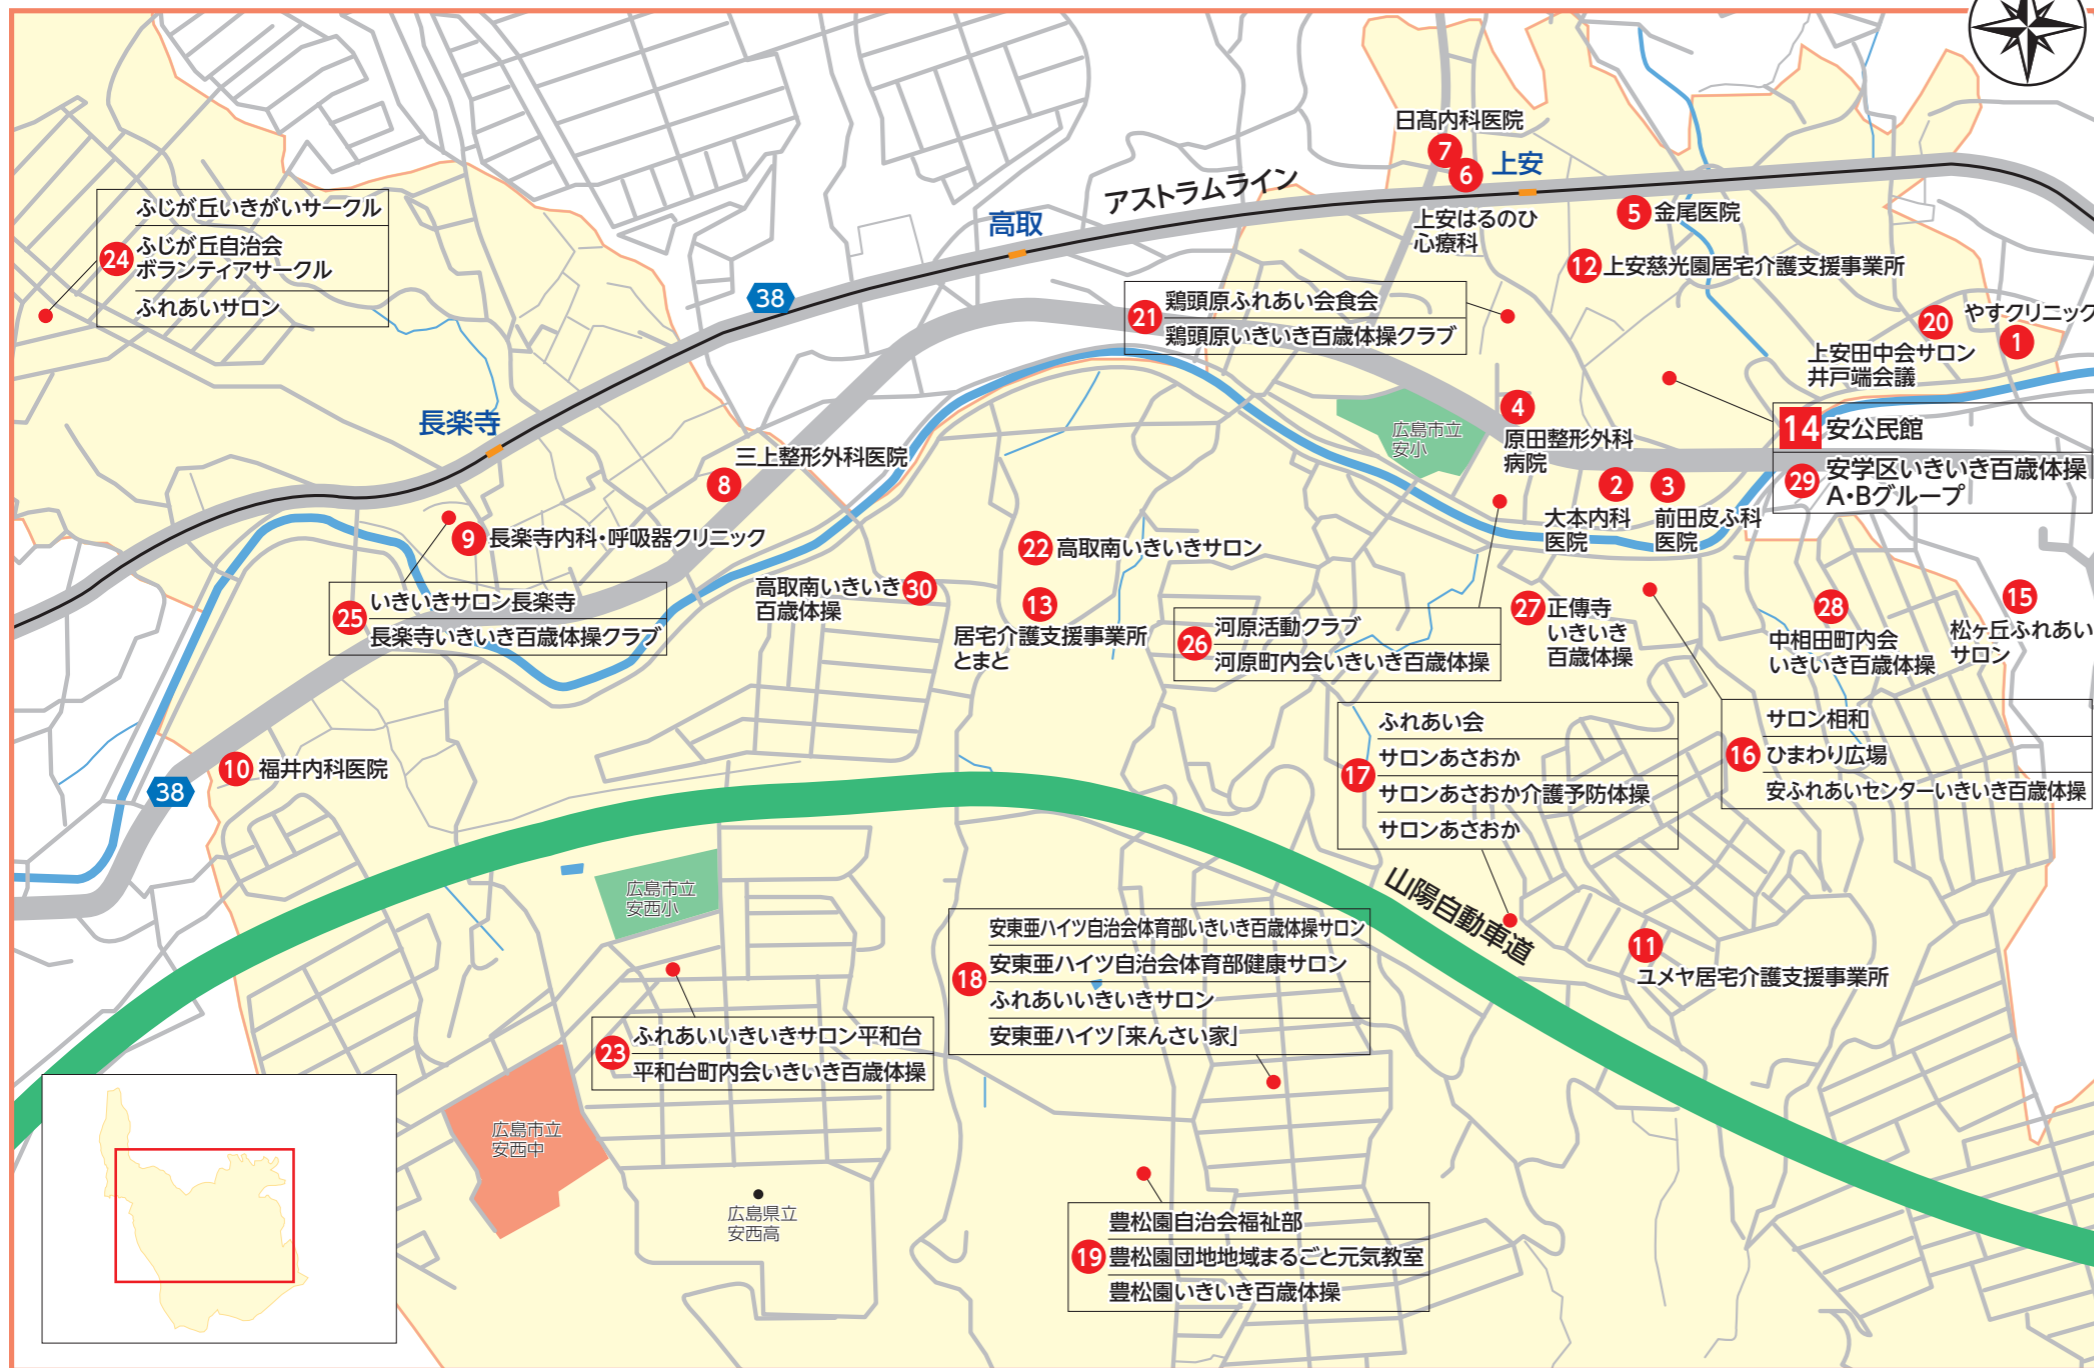 日髙内科医院
7
6
上安
アストラムライン
高取
上安はるのひ
心療科
5 金尾医院
12 上安慈光園居宅介護支援事業所
ふじが丘いきがいサークル
24
ふじが丘自治会
ボランティアサークル
ふれあいサロン
38
21
鶏頭原ふれあい会食会
鶏頭原いきいき百歳体操クラブ
20
やすクリニック
1
上安田中会サロン
井戸端会議
長楽寺
4
原田整形外科
病院
広島市立
安小
14 安公民館
29
安学区いきいき百歳体操
A・Bグループ
三上整形外科医院
8
2
3
大本内科
医院
前田皮ふ科
医院
9 長楽寺内科・呼吸器クリニック
22 高取南いきいきサロン
25
いきいきサロン長楽寺
長楽寺いきいき百歳体操クラブ
高取南いきいき
百歳体操
30
13
居宅介護支援事業所
とまと
26
河原活動クラブ
河原町内会いきいき百歳体操
27
正傳寺
いきいき
百歳体操
28
中相田町内会
いきいき百歳体操
15
松ヶ丘ふれあい
サロン
10 福井内科医院
38
17
ふれあい会
サロンあさおか
サロンあさおか介護予防体操
サロンあさおか
16
サロン相和
ひまわり広場
安ふれあいセンターいきいき百歳体操
広島市立
安西小
山陽自動車道
11
ユメヤ居宅介護支援事業所
18
安東亜ハイツ自治会体育部いきいき百歳体操サロン
安東亜ハイツ自治会体育部健康サロン
ふれあいいきいきサロン
安東亜ハイツ「来んさい家」
23
ふれあいいきいきサロン平和台
平和台町内会いきいき百歳体操
広島市立
安西中
広島県立
安西高
19
豊松園自治会福祉部
豊松園団地地域まるごと元気教室
豊松園いきいき百歳体操